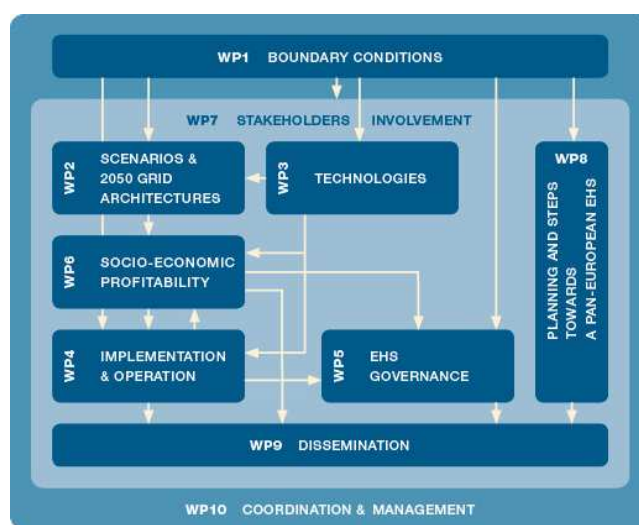 WP1 BOUNDARY CONDITIONS
WP7 STAKEHOLDERS INVOLVEMENT
WP2
SCENARIOS &
2050 GRID
ARCHITECTURES
WP3
TECHNOLOGIES
WP8
PLANNING AND STEPS
TOWARDS
A PAN-EUROPEAN EHS
WP6
SOCIO-ECONOMIC
PROFITABILITY
WP4
IMPLEMENTATION
& OPERATION
WP5
EHS
GOVERNANCE
WP9 DISSEMINATION
WP10 COORDINATION & MANAGEMENT